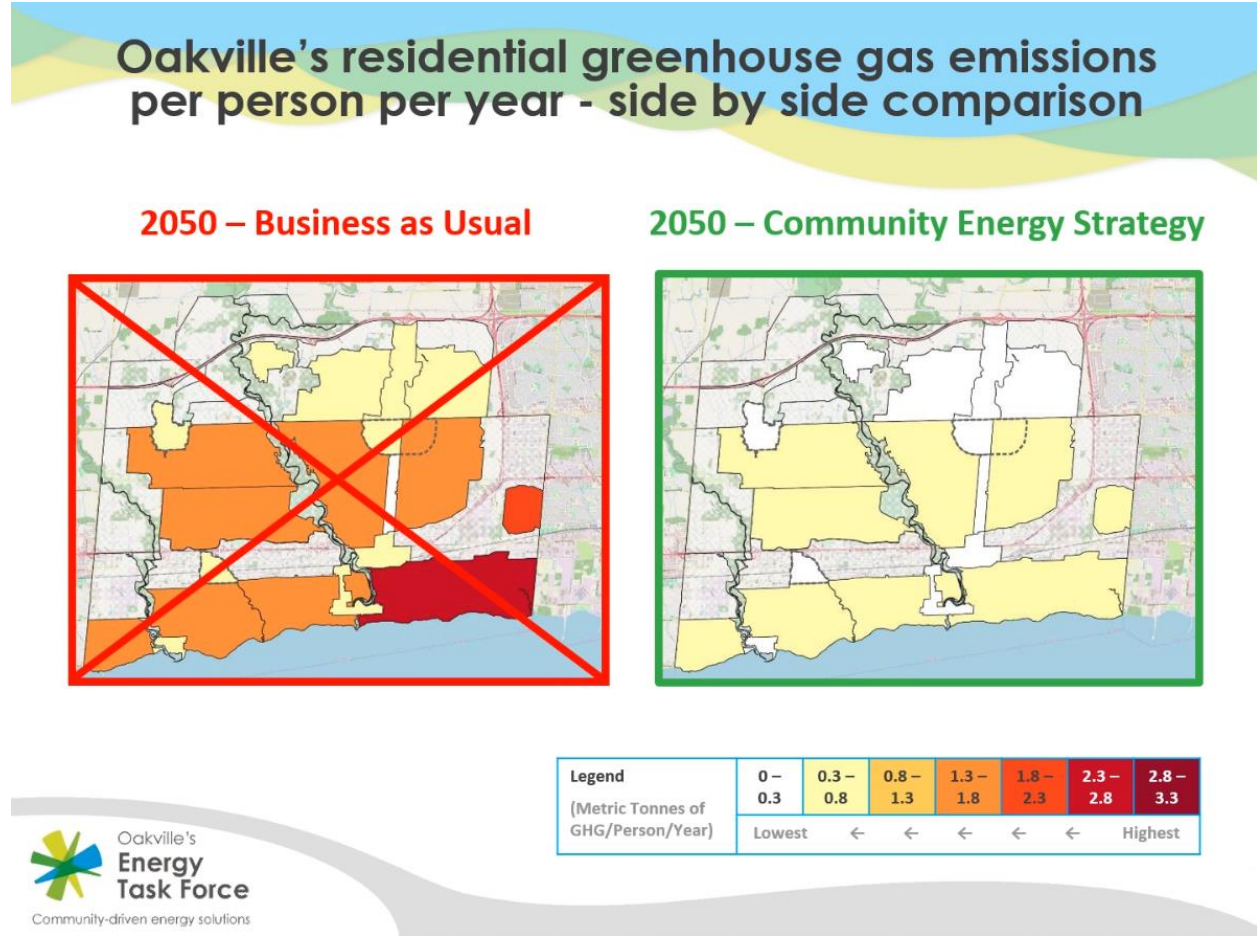 Oakville's residential greenhouse gas emissions
per person per year - side by side comparison
2050 – Business as Usual
2050 – Community Energy Strategy
Legend
(Metric Tonnes of
GHG/Person/Year)
0 –
0.3
0.3 –
0.8
0.8 –
1.3
1.3 –
1.8
1.8 –
2.3
2.3 –
2.8
2.8 –
3.3
Lowest ← ← ← ← ← Highest
Oakville's
Energy
Task Force
Community-driven energy solutions